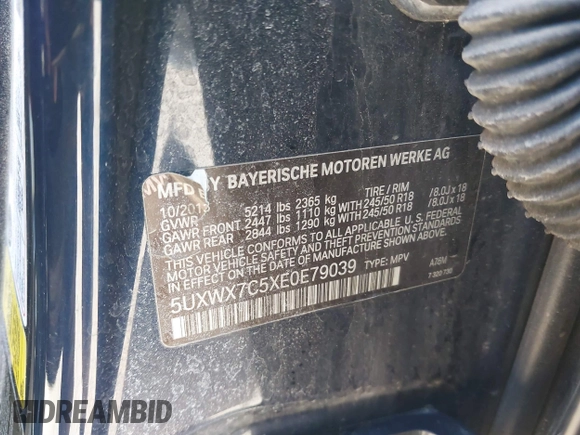 MFD BY BAYERISCHE MOTOREN WERKE AG
10/2013
GVWR 5214 lbs 2365 kg TIRE / RIM
GAWR FRONT 2447 lbs 1110 kg WITH 245/50 R18 /8.0J x 18
GAWR REAR 2844 lbs 1290 kg WITH 245/50 R18 /8.0J x 18
THIS VEHICLE CONFORMS TO ALL APPLICABLE U.S. FEDERAL
MOTOR VEHICLE SAFETY, BUMPER, AND THEFT PREVENTION
STANDARDS IN EFFECT ON THE DATE OF MANUFACTURE SHOWN ABOVE.
5UXWX7C5XE0E79039 TYPE: MPV
DREAMBID